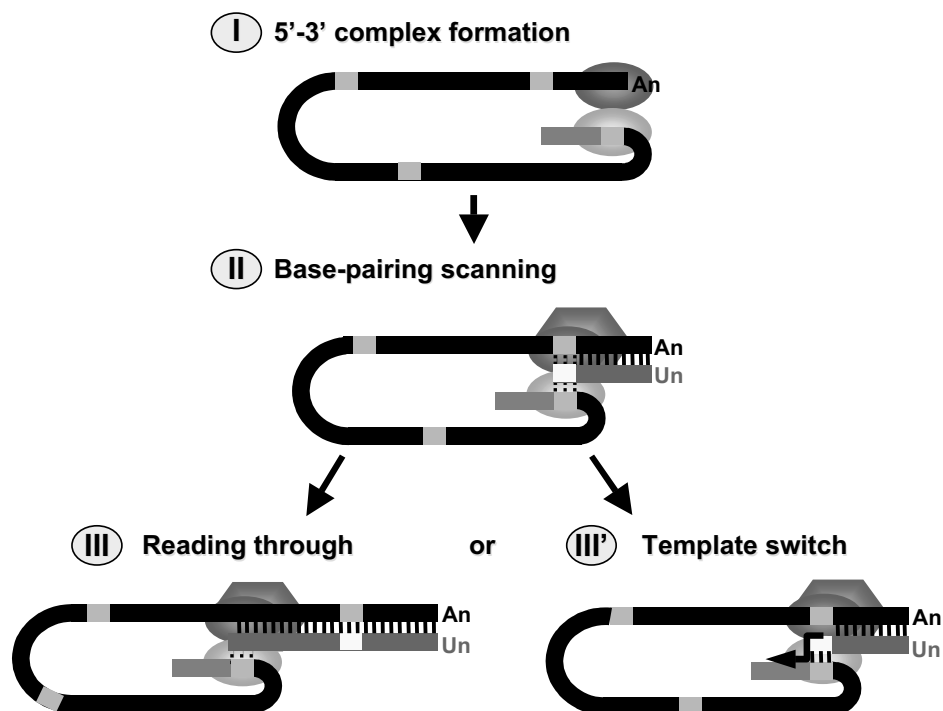 I 5’-3’ complex formation
An
II Base-pairing scanning
An
Un
III Reading through or III’ Template switch
An An
Un Un